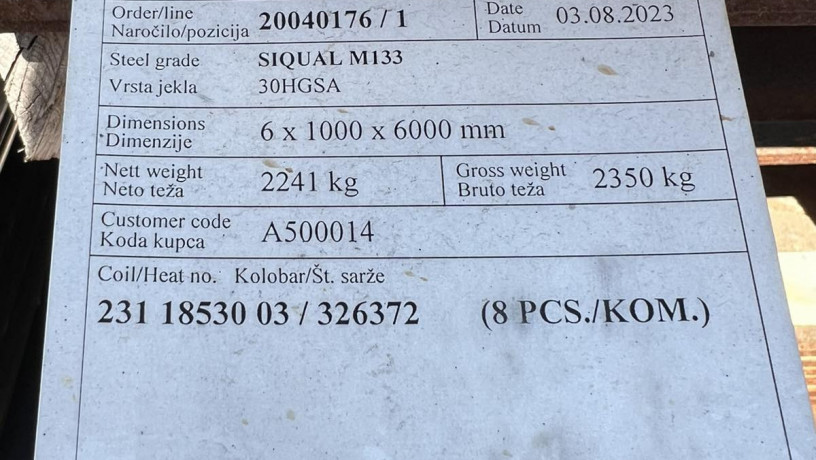 Order/line 20040176 / 1 Date 03.08.2023
Naročilo/pozicija Datum
Steel grade SIQUAL M133
Vrsta jekla 30HGSA
Dimensions 6 x 1000 x 6000 mm
Dimenzije
Nett weight 2241 kg Gross weight 2350 kg
Neto teža Bruto teža
Customer code A500014
Koda kupca
Coil/Heat no. Kolobar/Št. sarže
231 18530 03 / 326372 (8 PCS./KOM.)